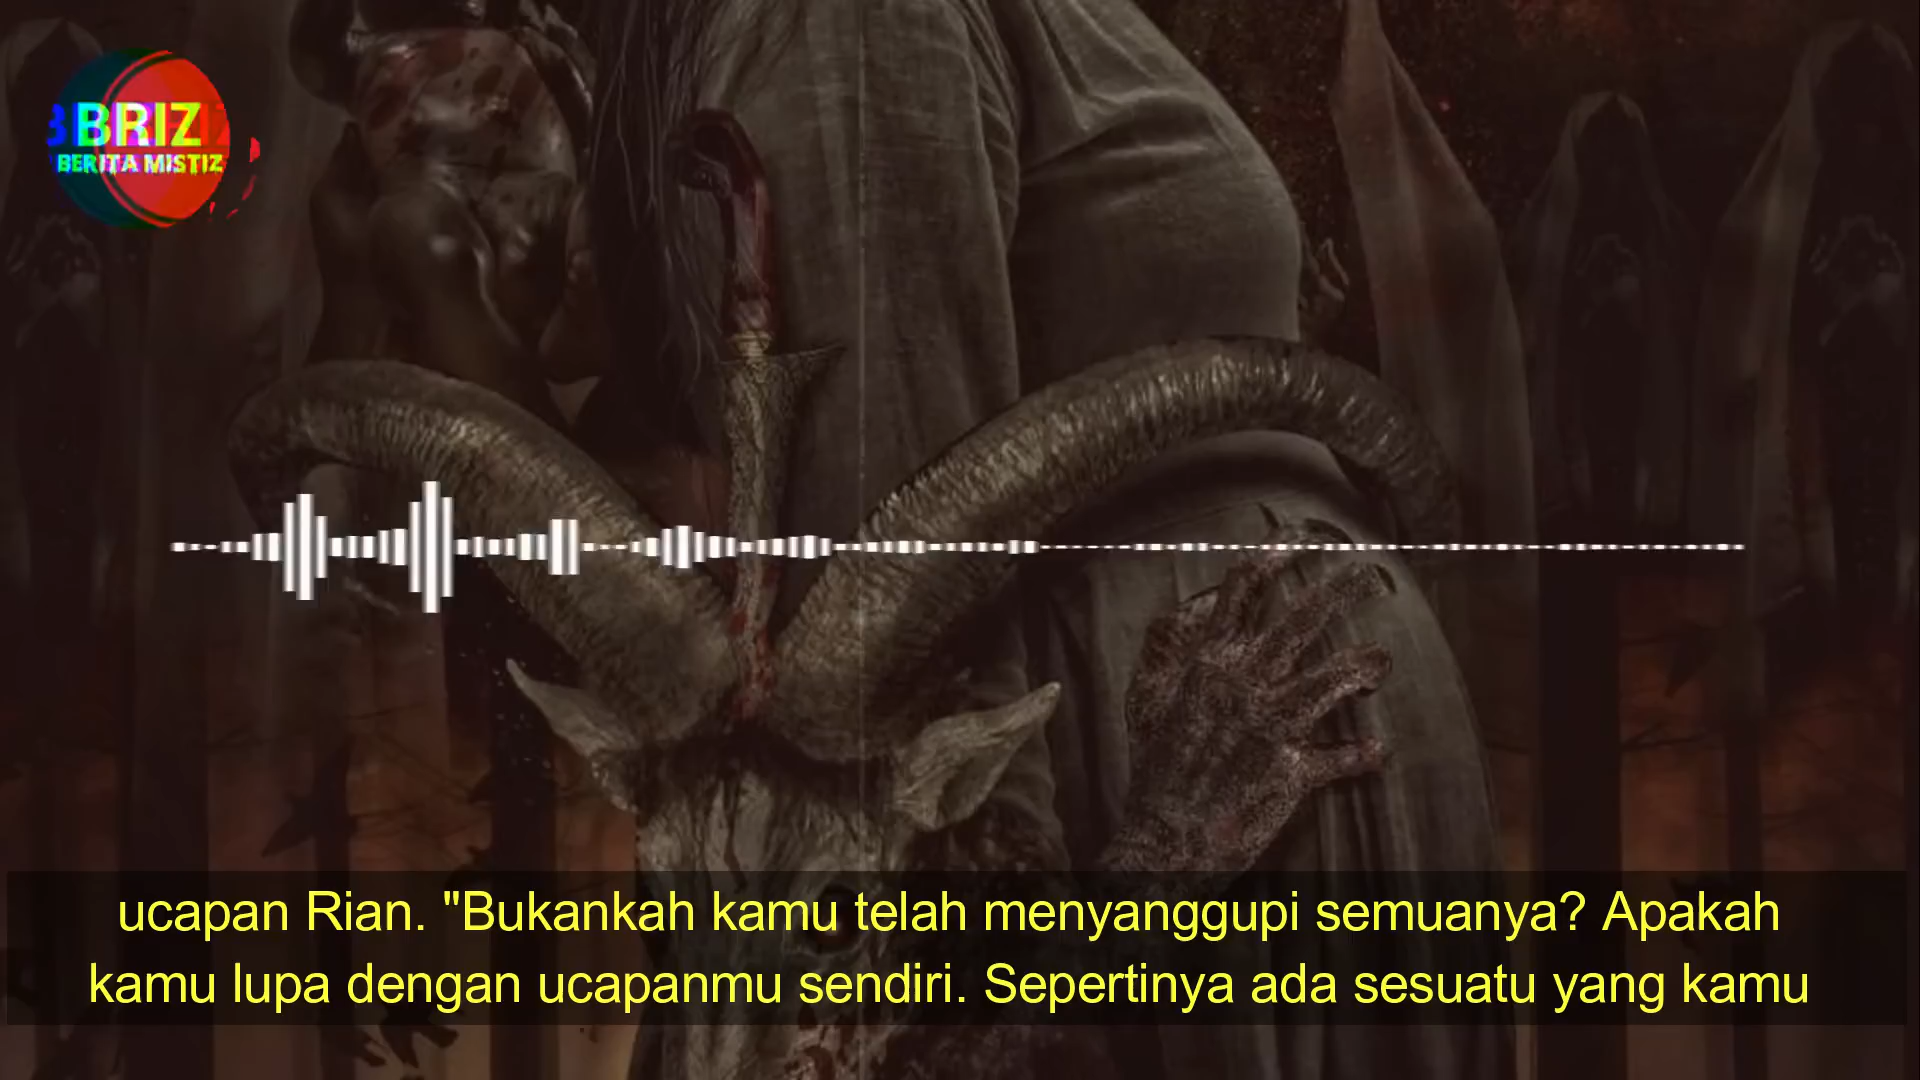 BRIZ
BERITA MISTIZ
ucapan Rian. "Bukankah kamu telah menyanggupi semuanya? Apakah
kamu lupa dengan ucapanmu sendiri. Sepertinya ada sesuatu yang kamu